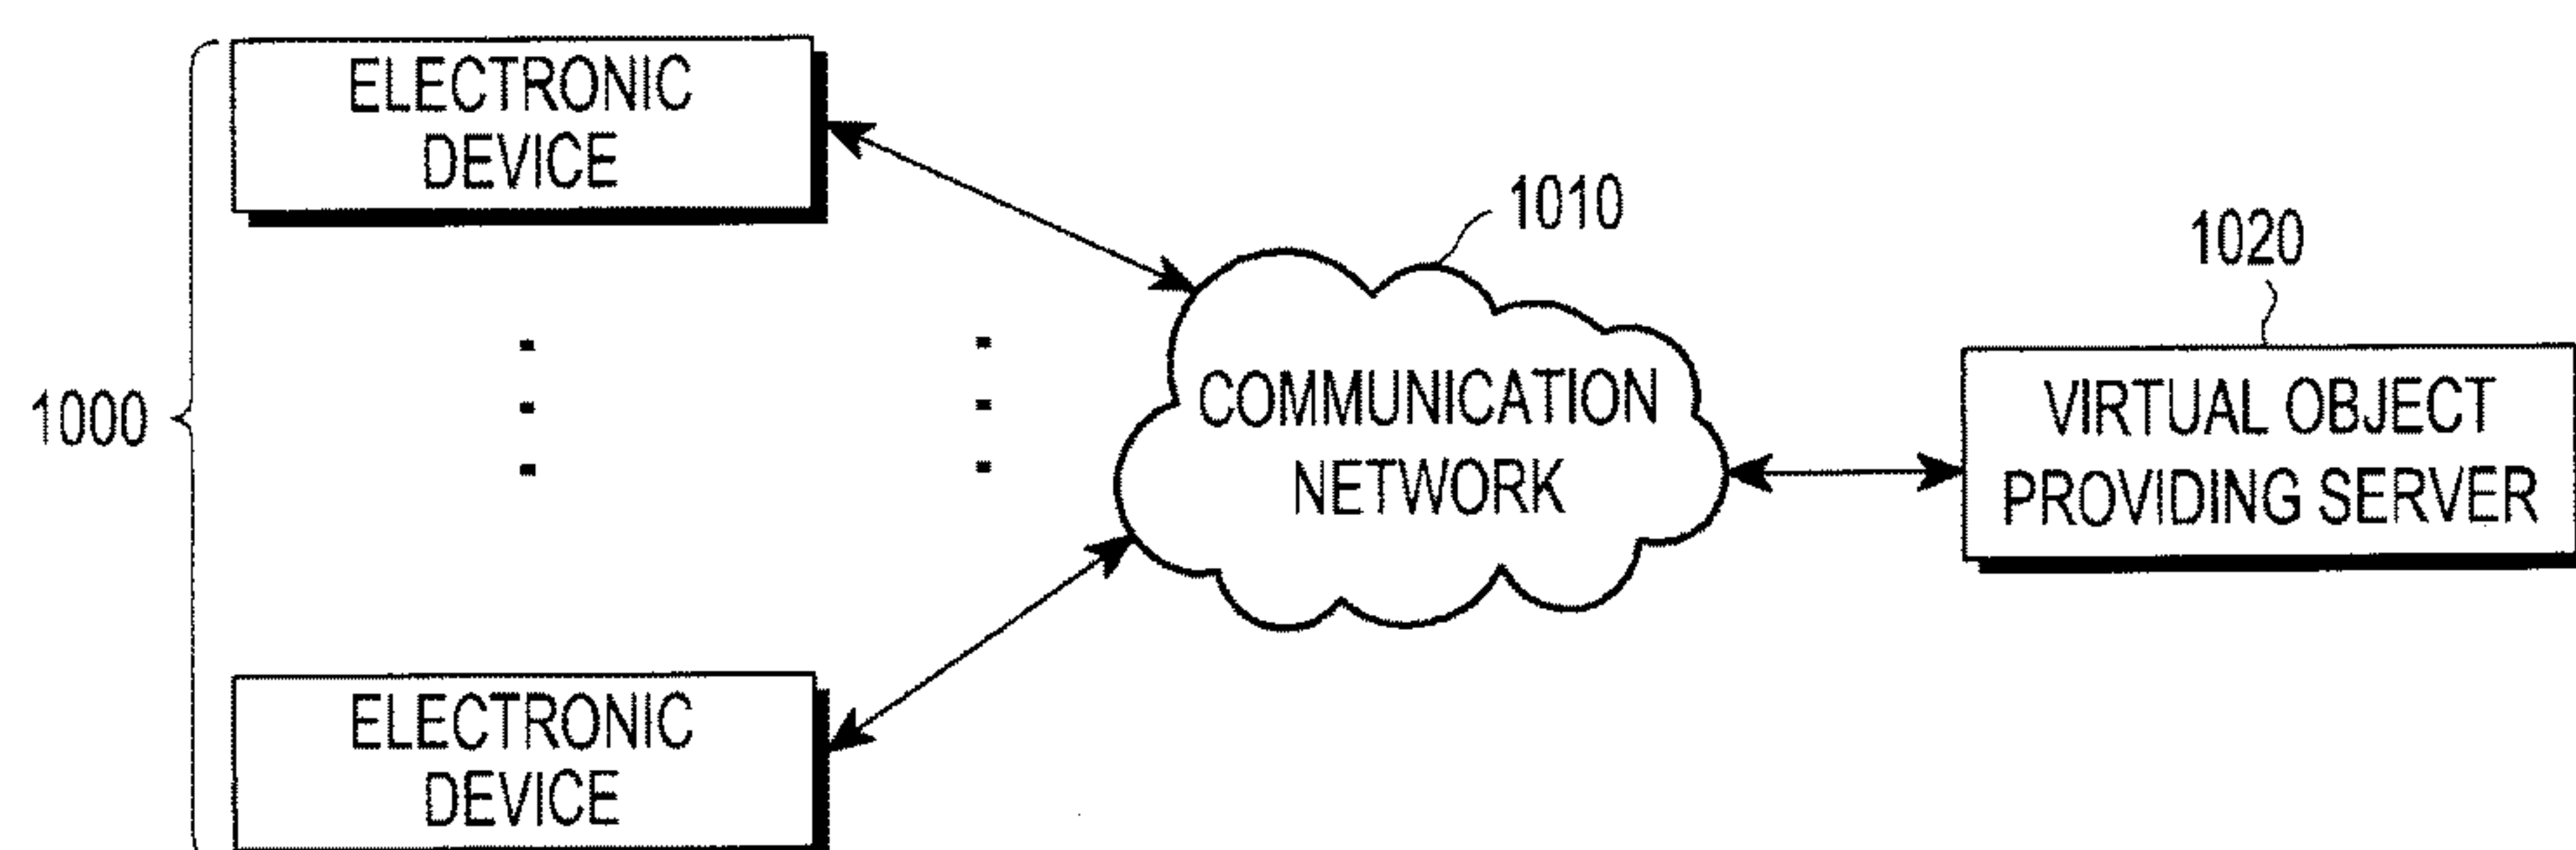 ELECTRONIC
DEVICE
1010
1020
1000
COMMUNICATION
NETWORK
VIRTUAL OBJECT
PROVIDING SERVER
ELECTRONIC
DEVICE